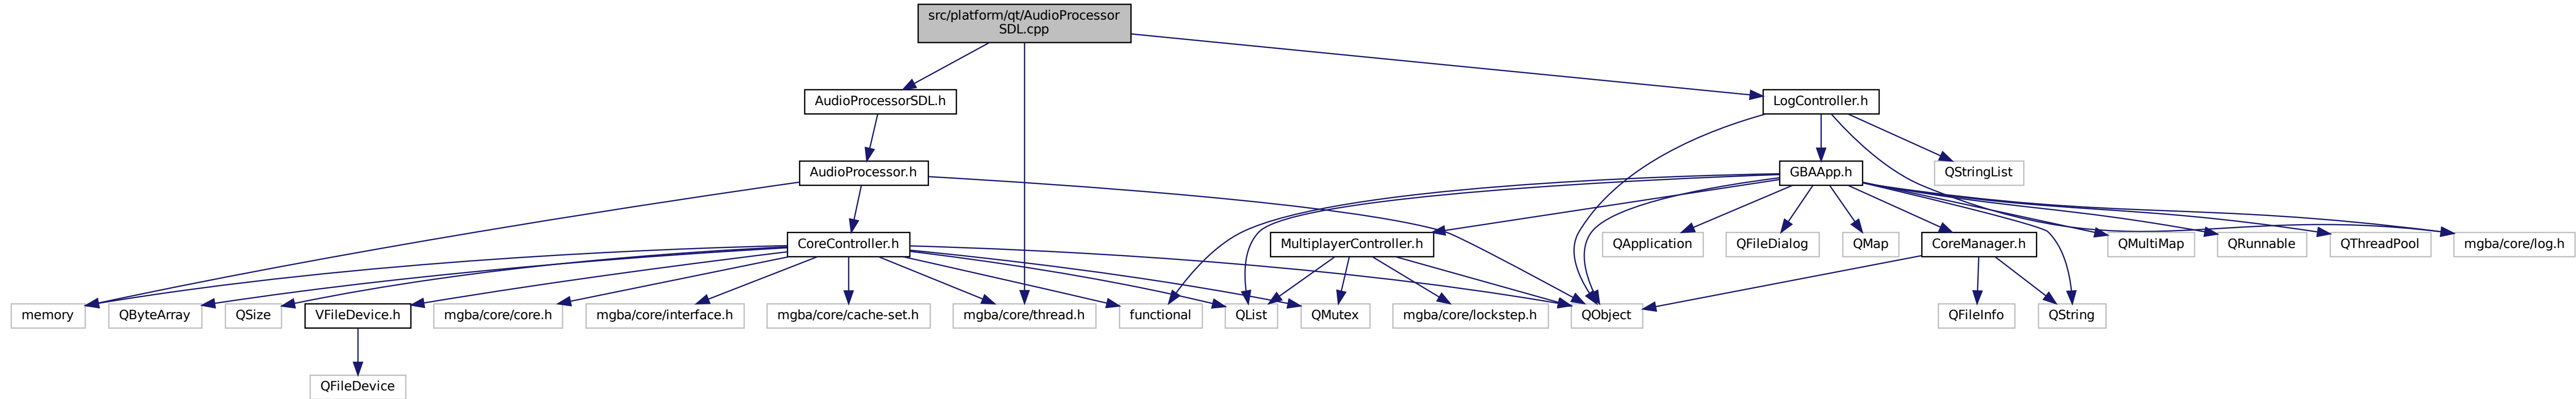 src/platform/qt/AudioProcessor
SDL.cpp
AudioProcessorSDL.h
LogController.h
AudioProcessor.h
GBAApp.h
QStringList
CoreController.h
MultiplayerController.h
QApplication
QFileDialog
QMap
CoreManager.h
QMultiMap
QRunnable
QThreadPool
mgba/core/log.h
memory
QByteArray
QSize
VFileDevice.h
mgba/core/core.h
mgba/core/interface.h
mgba/core/cache-set.h
mgba/core/thread.h
functional
QList
QMutex
mgba/core/lockstep.h
QObject
QFileInfo
QString
QFileDevice